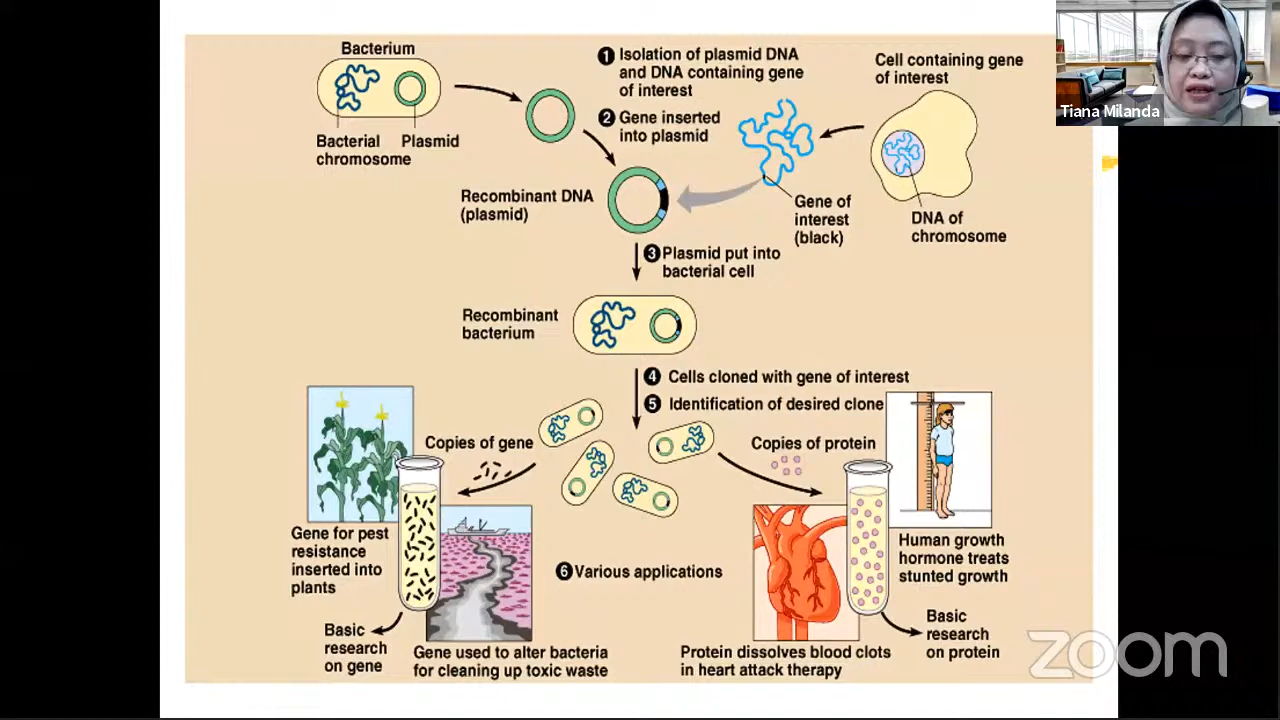 Bacterium
Bacterial
chromosome
Plasmid
1 Isolation of plasmid DNA
and DNA containing gene
of interest
2 Gene inserted
into plasmid
Cell containing gene
of interest
Tiana Milanda
Recombinant DNA
(plasmid)
Gene of
interest
(black)
DNA of
chromosome
3 Plasmid put into
bacterial cell
Recombinant
bacterium
4 Cells cloned with gene of interest
5 Identification of desired clone
Copies of gene
Copies of protein
Gene for pest
resistance
inserted into
plants
6 Various applications
Human growth
hormone treats
stunted growth
Basic
research
on gene
Gene used to alter bacteria
for cleaning up toxic waste
Protein dissolves blood clots
in heart attack therapy
Basic
research
on protein
zoom